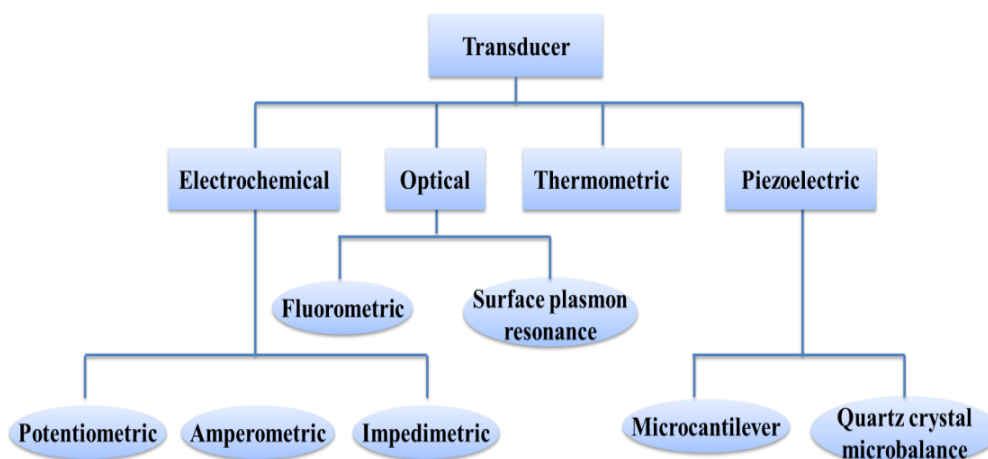 Transducer
Electrochemical
Optical
Thermometric
Piezoelectric
Fluorometric
Surface plasmon
resonance
Potentiometric
Amperometric
Impedimetric
Microcantilever
Quartz crystal
microbalance